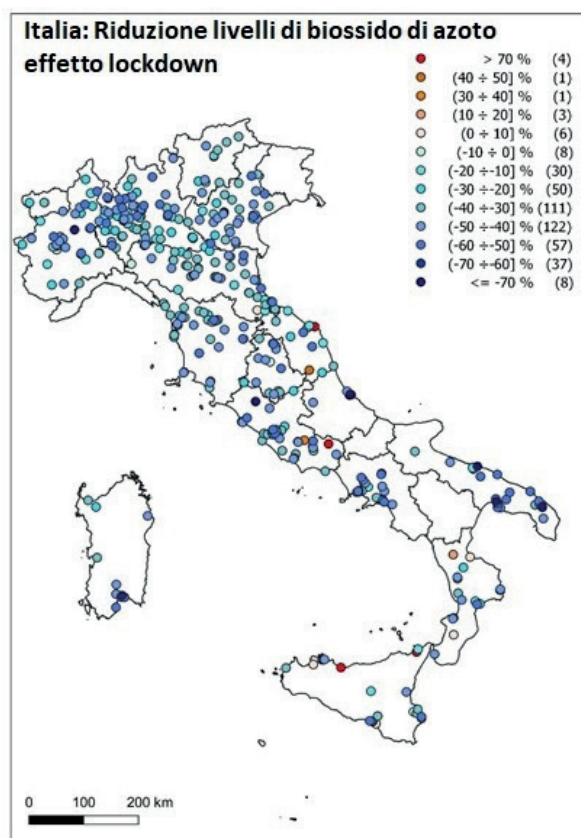 Italia: Riduzione livelli di biossido di azoto
effetto lockdown
> 70 % (4)
(40 ÷ 50] % (1)
(30 ÷ 40] % (1)
(10 ÷ 20] % (3)
(0 ÷ 10] % (6)
(-10 ÷ 0] % (8)
(-20 ÷-10] % (30)
(-30 ÷-20] % (50)
(-40 ÷-30] % (111)
(-50 ÷-40] % (122)
(-60 ÷-50] % (57)
(-70 ÷-60] % (37)
<= -70 % (8)
0 100 200 km